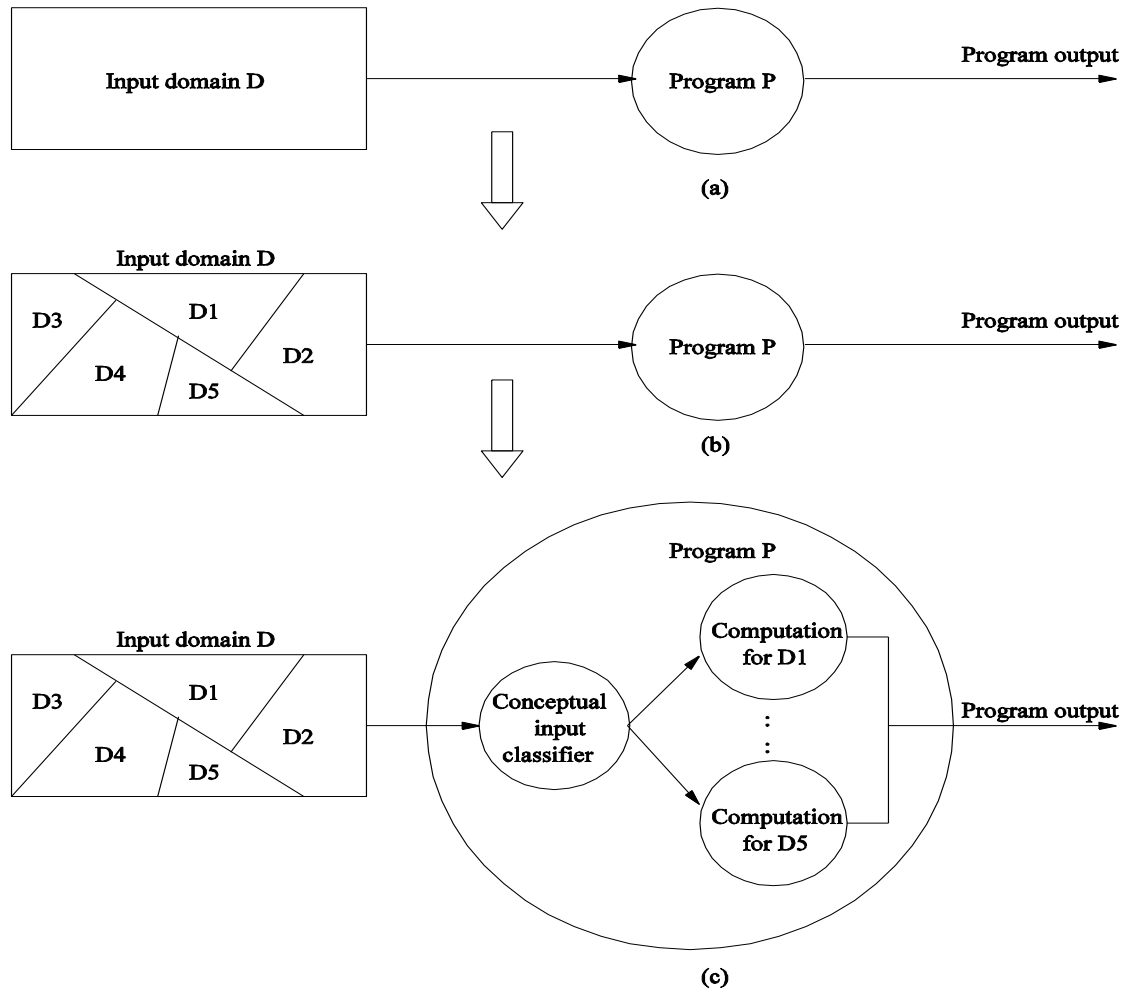 Input domain D
Program P
Program output
(a)
Input domain D
D3
D1
D4
D5
D2
Program P
Program output
(b)
Program P
Input domain D
D3
D1
D4
D5
D2
Conceptual
input
classifier
Computation
for D1
:
:
Computation
for D5
Program output
(c)